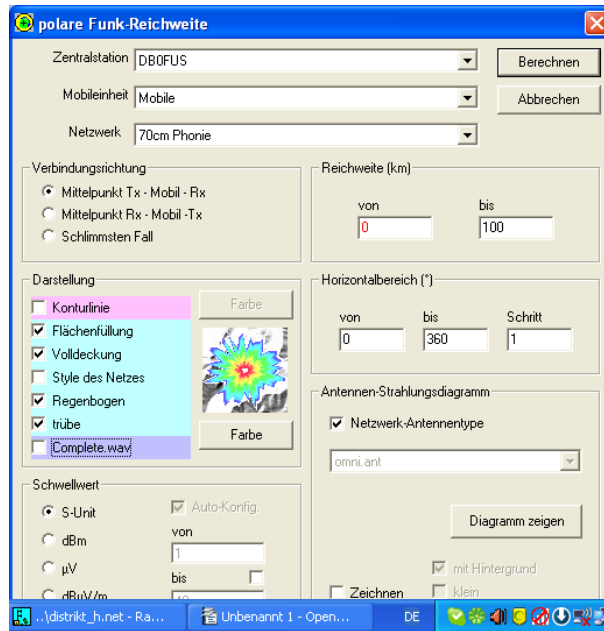 polare Funk-Reichweite
Zentralstation DB0FUS
Berechnen
Mobileinheit Mobile
Abbrechen
Netzwerk 70cm Phonie
Verbindungsrichtung
Mittelpunkt Tx - Mobil - Rx
Mittelpunkt Rx - Mobil -Tx
Schlimmsten Fall
Reichweite (km)
von bis
0 100
Darstellung
Konturlinie
Farbe
Flächenfüllung
Volldeckung
Style des Netzes
Regenbogen
trübe
Complete.wav
Farbe
Horizontalbereich (°)
von bis Schritt
0 360 1
Antennen-Strahlungsdiagramm
Netzwerk-Antennentype
omni.ant
Diagramm zeigen
mit Hintergrund
Zeichnen klein
Schwellwert
S-Unit Auto-Konfig.
dBm von
1
µV bis
dBuV/m
..\distrikt_h.net - Ra... Unbenannt 1 - Open... DE